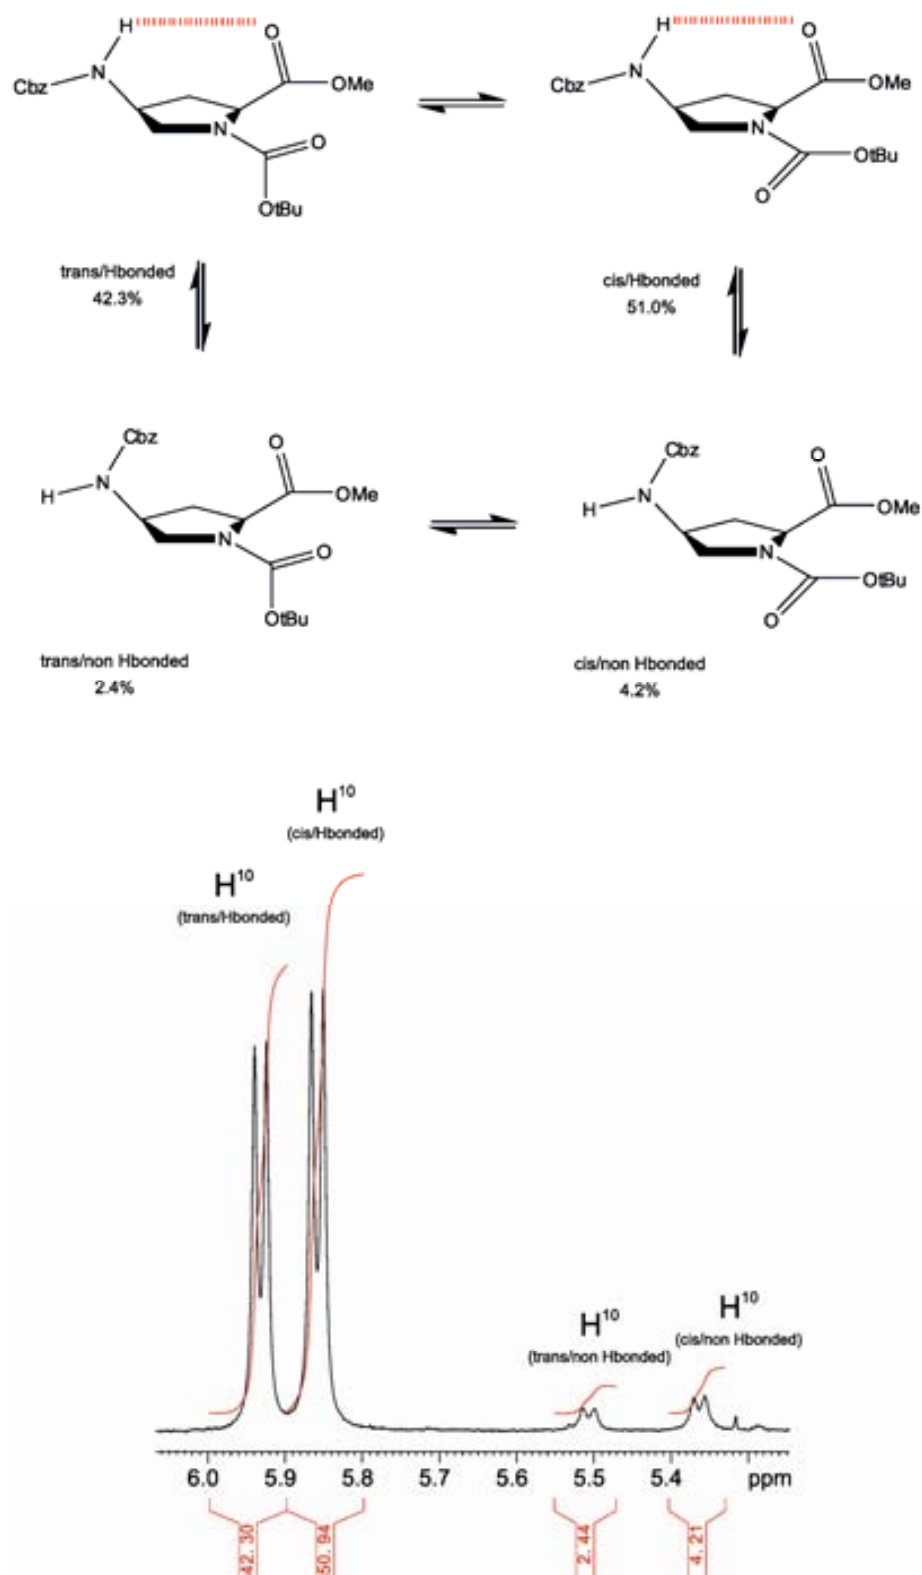 H O H O
N N
Cbz OMe Cbz OMe
N N
O OtBu
OtBu O
trans/Hbonded cis/Hbonded
42.3% 51.0%
Cbz Cbz
O O
H N OMe H N OMe
N N
O OtBu
OtBu O
trans/non Hbonded cis/non Hbonded
2.4% 4.2%
H10
(cis/Hbonded)
H10
(trans/Hbonded)
H10
(cis/non Hbonded)
H10
(trans/non Hbonded)
6.0 5.9 5.8 5.7 5.6 5.5 5.4 ppm
42.30 50.94 2.44 4.21